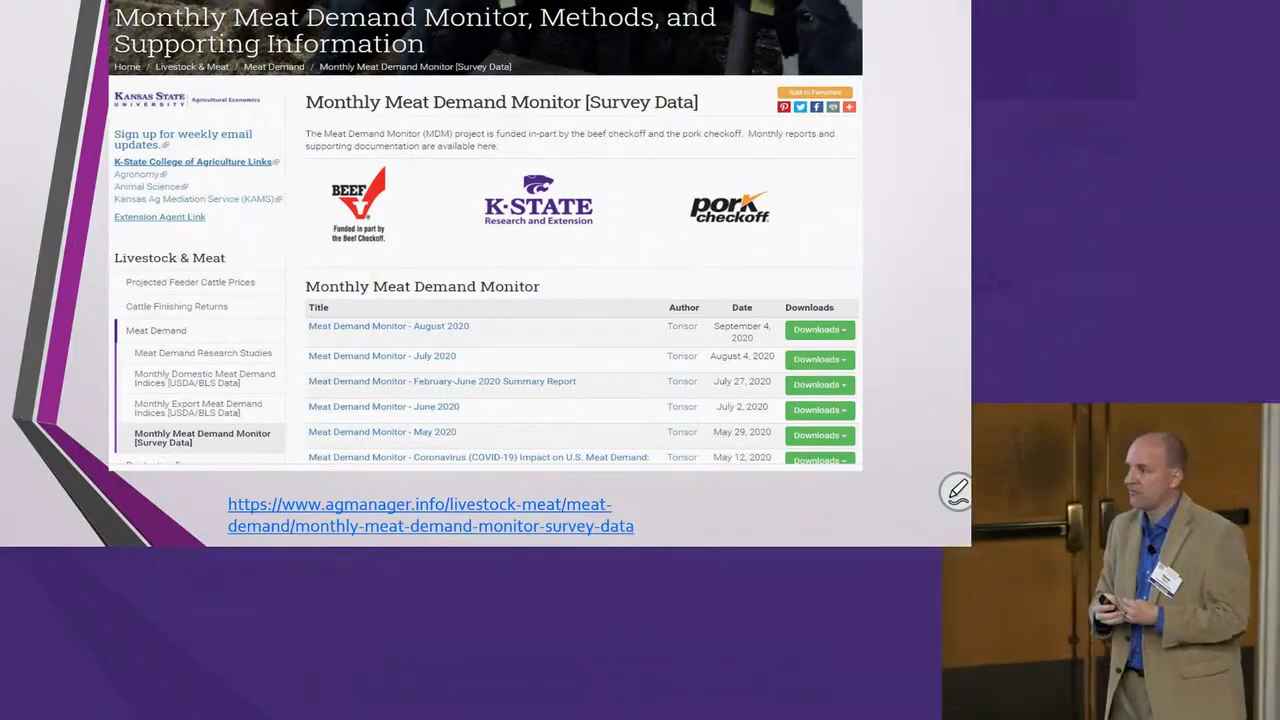 Monthly Meat Demand Monitor, Methods, and
Supporting Information
Home / Livestock & Meat / Meat Demand / Monthly Meat Demand Monitor [Survey Data]
KANSAS STATE
UNIVERSITY
Agricultural Economics
Sign up for weekly email
updates.
K-State College of Agriculture Links
Agronomy
Animal Science
Kansas Ag Mediation Service (KAMS)
Extension Agent Link
Livestock & Meat
Projected Feeder Cattle Prices
Cattle Finishing Returns
Meat Demand
Meat Demand Research Studies
Monthly Domestic Meat Demand
Indices [USDA/BLS Data]
Monthly Export Meat Demand
Indices [USDA/BLS Data]
Monthly Meat Demand Monitor
[Survey Data]
Monthly Meat Demand Monitor [Survey Data]
Add to Favorites
The Meat Demand Monitor (MDM) project is funded in-part by the beef checkoff and the pork checkoff. Monthly reports and
supporting documentation are available here.
BEEF
Funded in part by
the Beef Checkoff.
K-STATE
Research and Extension
pork
checkoff.
Monthly Meat Demand Monitor
Title Author Date Downloads
Meat Demand Monitor - August 2020 Tonsor September 4, 2020 Downloads
Meat Demand Monitor - July 2020 Tonsor August 4, 2020 Downloads
Meat Demand Monitor - February-June 2020 Summary Report Tonsor July 27, 2020 Downloads
Meat Demand Monitor - June 2020 Tonsor July 2, 2020 Downloads
Meat Demand Monitor - May 2020 Tonsor May 29, 2020 Downloads
Meat Demand Monitor - Coronavirus (COVID-19) Impact on U.S. Meat Demand: Tonsor May 12, 2020 Downloads
https://www.agmanager.info/livestock-meat/meat-
demand/monthly-meat-demand-monitor-survey-data